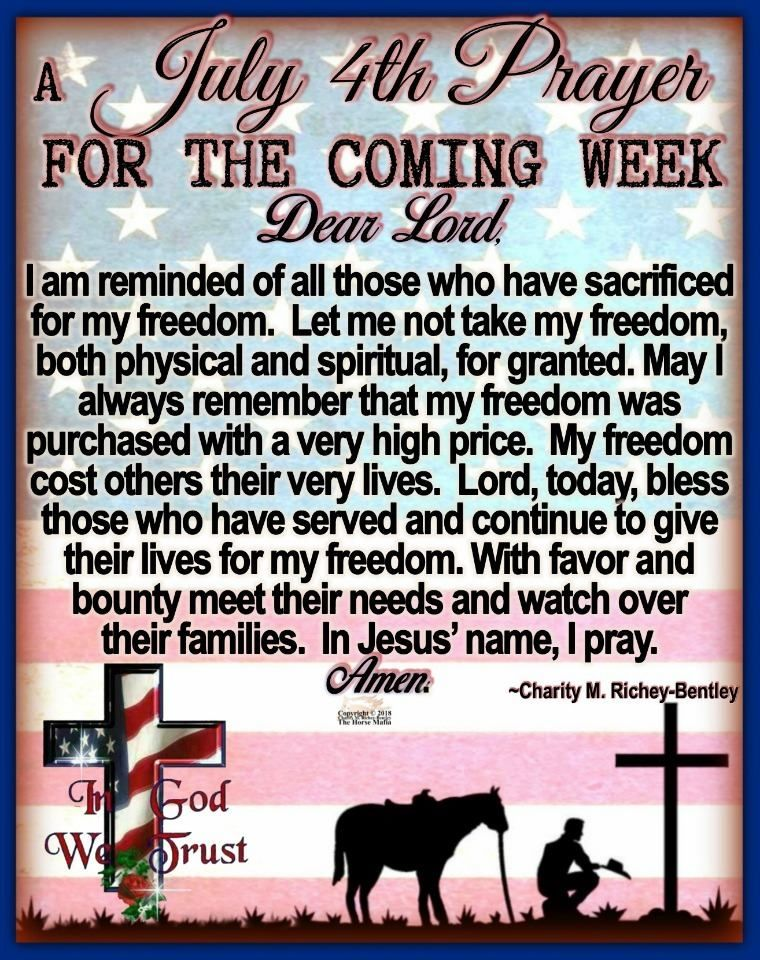 A July 4th Prayer
FOR THE COMING WEEK
Dear Lord,
I am reminded of all those who have sacrificed
for my freedom. Let me not take my freedom,
both physical and spiritual, for granted. May I
always remember that my freedom was
purchased with a very high price. My freedom
cost others their very lives. Lord, today, bless
those who have served and continue to give
their lives for my freedom. With favor and
bounty meet their needs and watch over
their families. In Jesus' name, I pray.
Amen.
~Charity M. Richey-Bentley
Copyright © 2018
Charity M. Richey-Bentley
The Horse Mafia
In God
We Trust